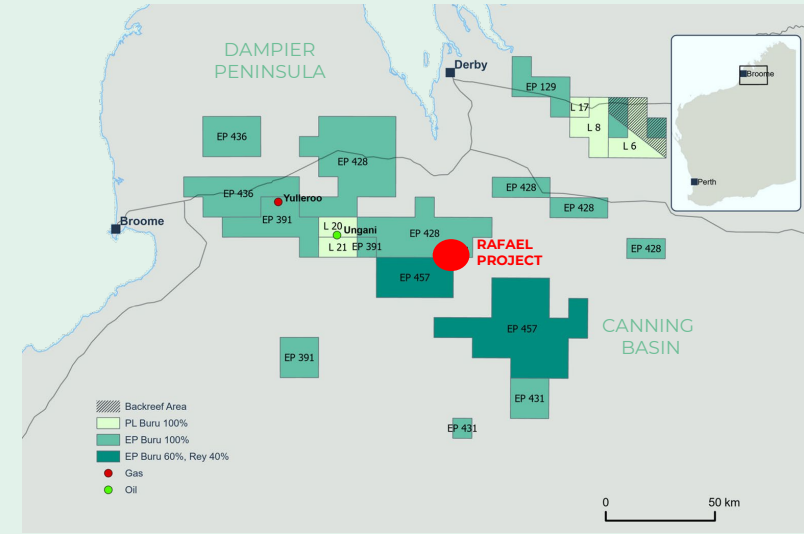 DAMPIER
PENINSULA
Derby
Broome
Perth
EP 129
L 17
L 8
L 6
EP 436
EP 428
EP 436
Yulleroo
EP 391
EP 428
EP 428
Broome
L 20
Ungani
L 21
EP 391
EP 428
EP 428
RAFAEL
PROJECT
EP 457
EP 457
CANNING
BASIN
EP 391
EP 431
EP 431
Backreef Area
PL Buru 100%
EP Buru 100%
EP Buru 60%, Rey 40%
Gas
Oil
0
50 km